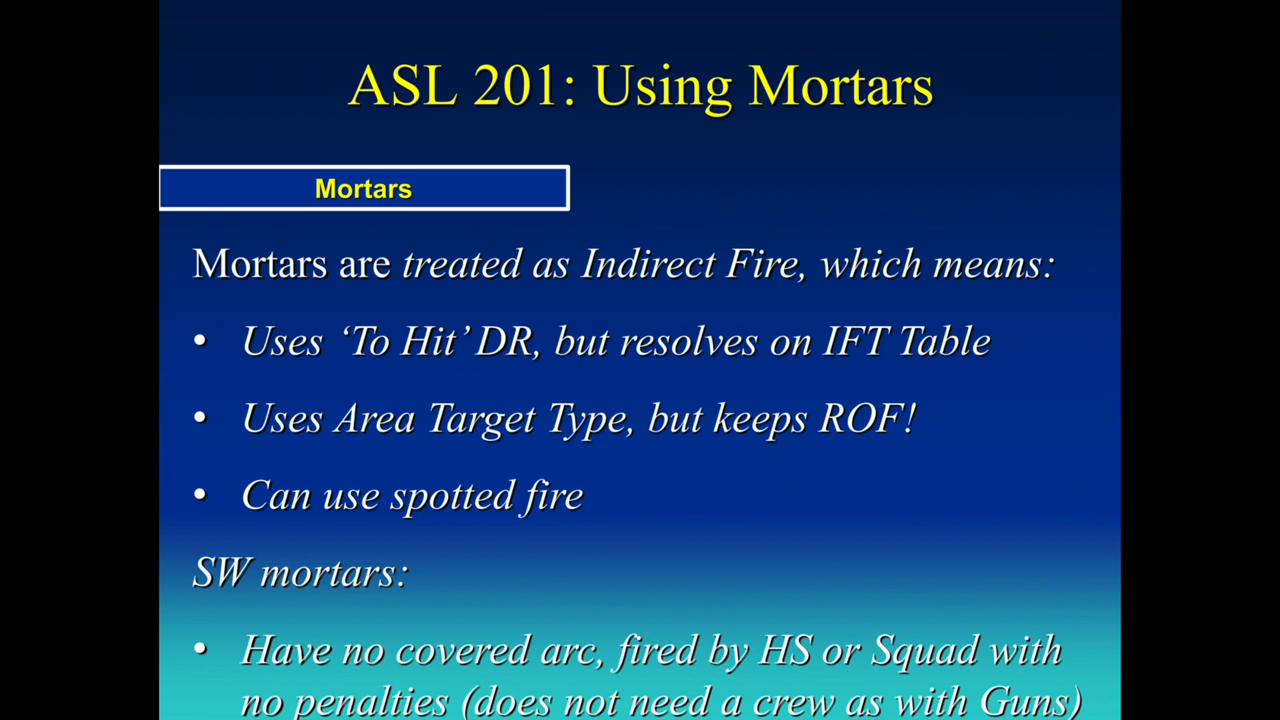 ASL 201: Using Mortars
Mortars
Mortars are treated as Indirect Fire, which means:
• Uses ‘To Hit’ DR, but resolves on IFT Table
• Uses Area Target Type, but keeps ROF!
• Can use spotted fire
SW mortars:
• Have no covered arc, fired by HS or Squad with
no penalties (does not need a crew as with Guns)